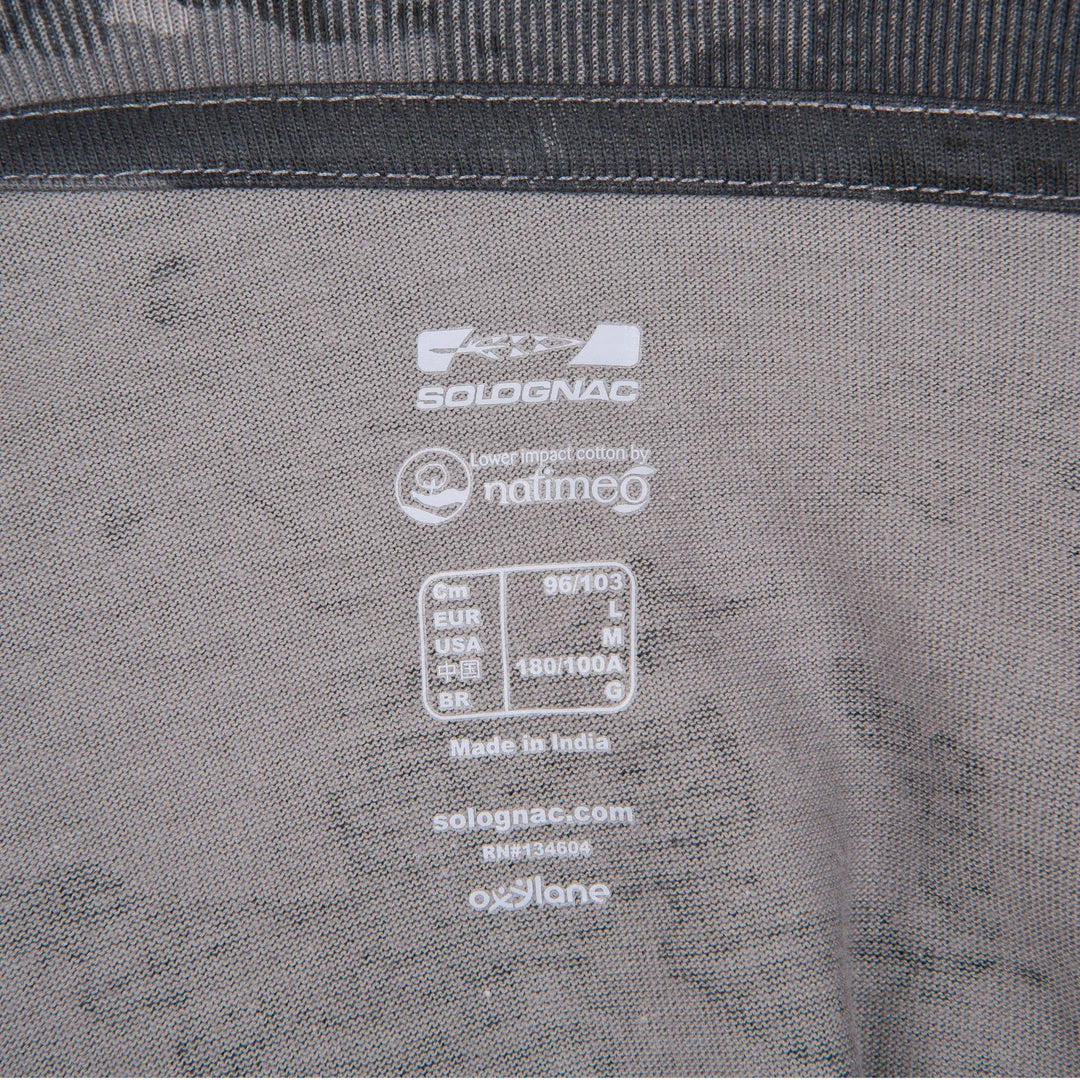 SOLOGNAC
Lower impact cotton by
natimeo
Cm 96/103
EUR L
USA M
中国 180/100A
BR G
Made in India
solognac.com
RN#134604
oxylane